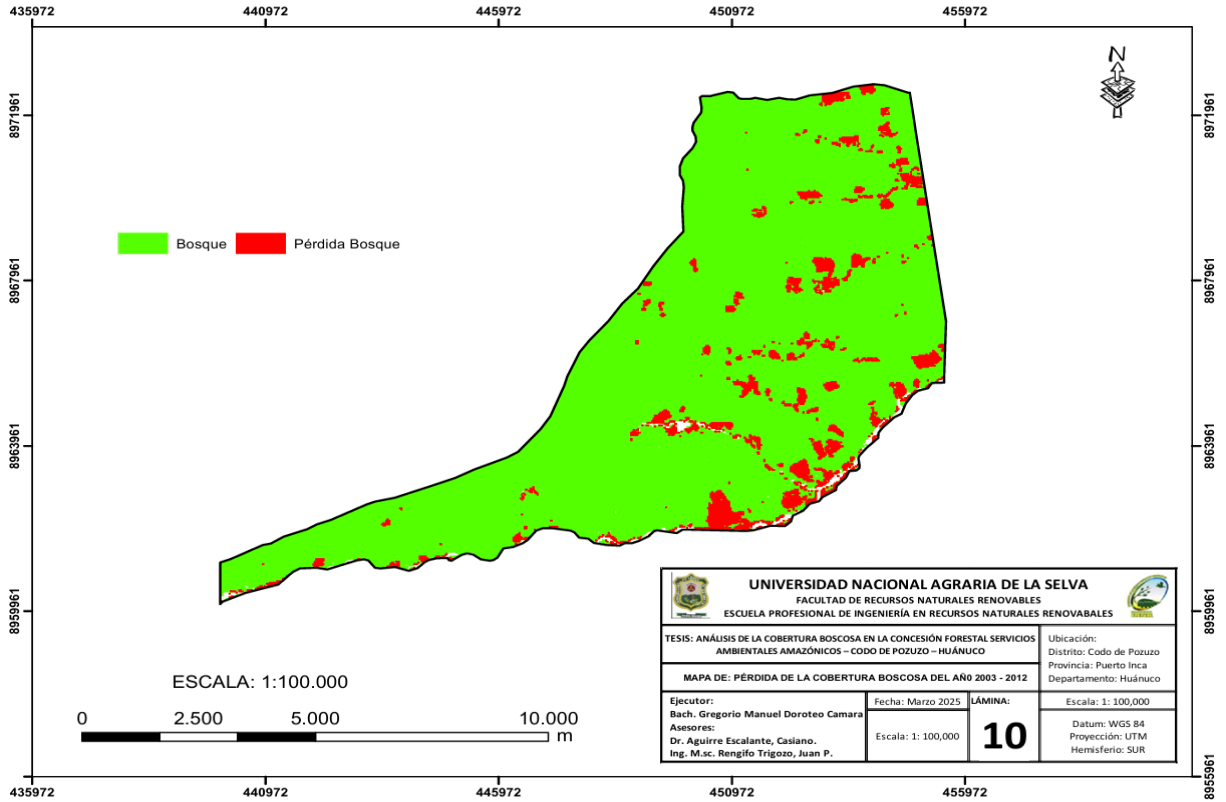 435972 440972 445972 450972 455972
N
8971961 8971961
Bosque Pérdida Bosque
8967961 8967961
8963961 8963961
8959961 8959961
UNIVERSIDAD NACIONAL AGRARIA DE LA SELVA
FACULTAD DE RECURSOS NATURALES RENOVABLES
ESCUELA PROFESIONAL DE INGENIERÍA EN RECURSOS NATURALES RENOVABALES
TESIS: ANÁLISIS DE LA COBERTURA BOSCOSA EN LA CONCESIÓN FORESTAL SERVICIOS
AMBIENTALES AMAZÓNICOS – CODO DE POZUZO – HUÁNUCO
Ubicación:
Distrito: Codo de Pozuzo
Provincia: Puerto Inca
Departamento: Huánuco
MAPA DE: PÉRDIDA DE LA COBERTURA BOSCOSA DEL AÑ0 2003 - 2012
Ejecutor:
Bach. Gregorio Manuel Doroteo Camara
Asesores:
Dr. Aguirre Escalante, Casiano.
Ing. M.sc. Rengifo Trigozo, Juan P.
Fecha: Marzo 2025
Escala: 1: 100,000
LÁMINA:
10
Escala: 1: 100,000
Datum: WGS 84
Proyección: UTM
Hemisferio: SUR
ESCALA: 1:100.000
0 2.500 5.000 10.000
m
8955961 8955961
435972 440972 445972 450972 455972